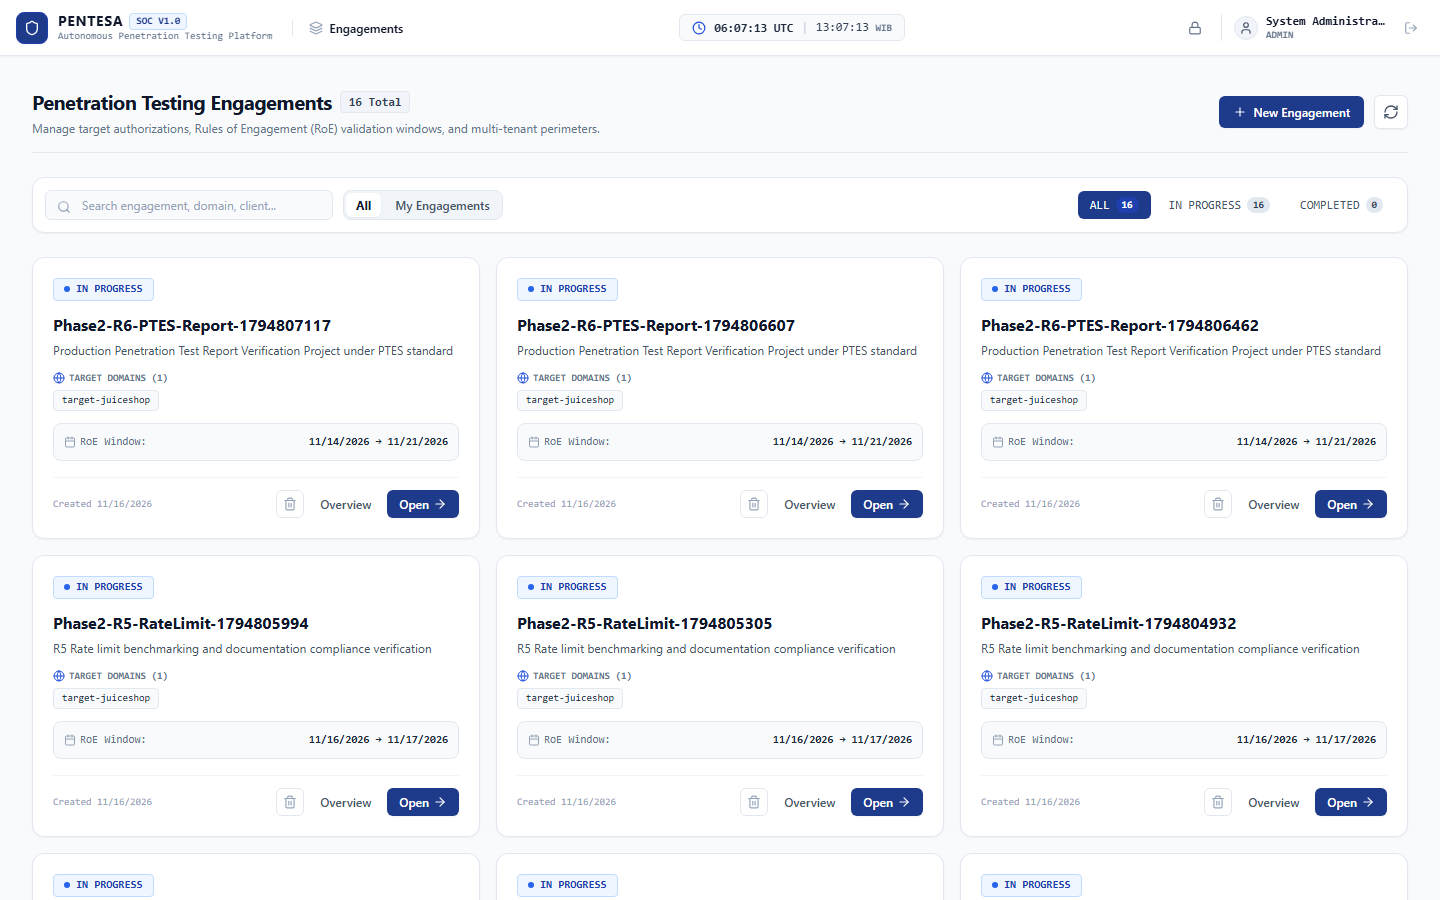 PENTESA SOC V1.0
Autonomous Penetration Testing Platform
Engagements
06:07:13 UTC | 13:07:13 WIB
System Administra…
ADMIN
Penetration Testing Engagements 16 Total
Manage target authorizations, Rules of Engagement (RoE) validation windows, and multi-tenant perimeters.
+ New Engagement
Search engagement, domain, client...
All My Engagements
ALL 16 IN PROGRESS 16 COMPLETED 0
IN PROGRESS
Phase2-R6-PTES-Report-1794807117
Production Penetration Test Report Verification Project under PTES standard
TARGET DOMAINS (1)
target-juiceshop
RoE Window: 11/14/2026 → 11/21/2026
Created 11/16/2026 Overview Open →
IN PROGRESS
Phase2-R6-PTES-Report-1794806607
Production Penetration Test Report Verification Project under PTES standard
TARGET DOMAINS (1)
target-juiceshop
RoE Window: 11/14/2026 → 11/21/2026
Created 11/16/2026 Overview Open →
IN PROGRESS
Phase2-R6-PTES-Report-1794806462
Production Penetration Test Report Verification Project under PTES standard
TARGET DOMAINS (1)
target-juiceshop
RoE Window: 11/14/2026 → 11/21/2026
Created 11/16/2026 Overview Open →
IN PROGRESS
Phase2-R5-RateLimit-1794805994
R5 Rate limit benchmarking and documentation compliance verification
TARGET DOMAINS (1)
target-juiceshop
RoE Window: 11/16/2026 → 11/17/2026
Created 11/16/2026 Overview Open →
IN PROGRESS
Phase2-R5-RateLimit-1794805305
R5 Rate limit benchmarking and documentation compliance verification
TARGET DOMAINS (1)
target-juiceshop
RoE Window: 11/16/2026 → 11/17/2026
Created 11/16/2026 Overview Open →
IN PROGRESS
Phase2-R5-RateLimit-1794804932
R5 Rate limit benchmarking and documentation compliance verification
TARGET DOMAINS (1)
target-juiceshop
RoE Window: 11/16/2026 → 11/17/2026
Created 11/16/2026 Overview Open →
IN PROGRESS
IN PROGRESS
IN PROGRESS